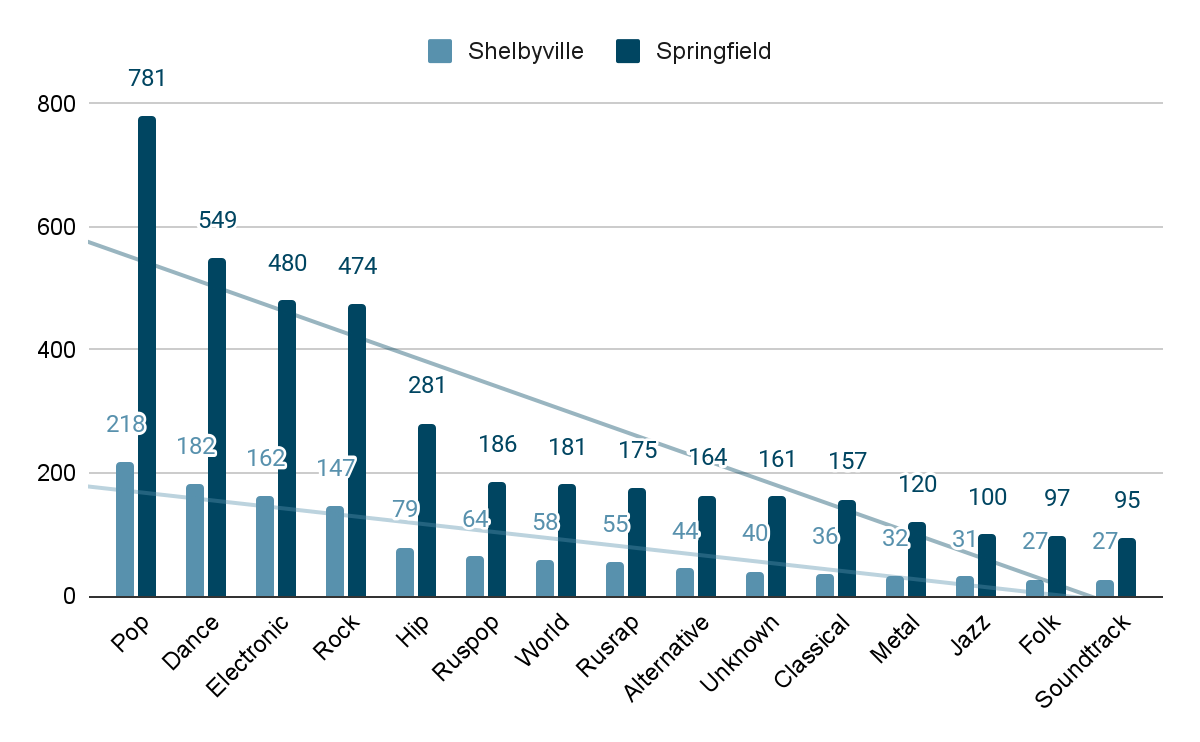 Shelbyville Springfield
781
800
549
600
480
474
400
281
218
182
162
147
186
181
175
164
161
157
200
120
100
97
95
79
64
58
55
44
40
36
32
31
27
27
0
Pop
Dance
Electronic
Rock
Hip
Ruspop
World
Rusrap
Alternative
Unknown
Classical
Metal
Jazz
Folk
Soundtrack